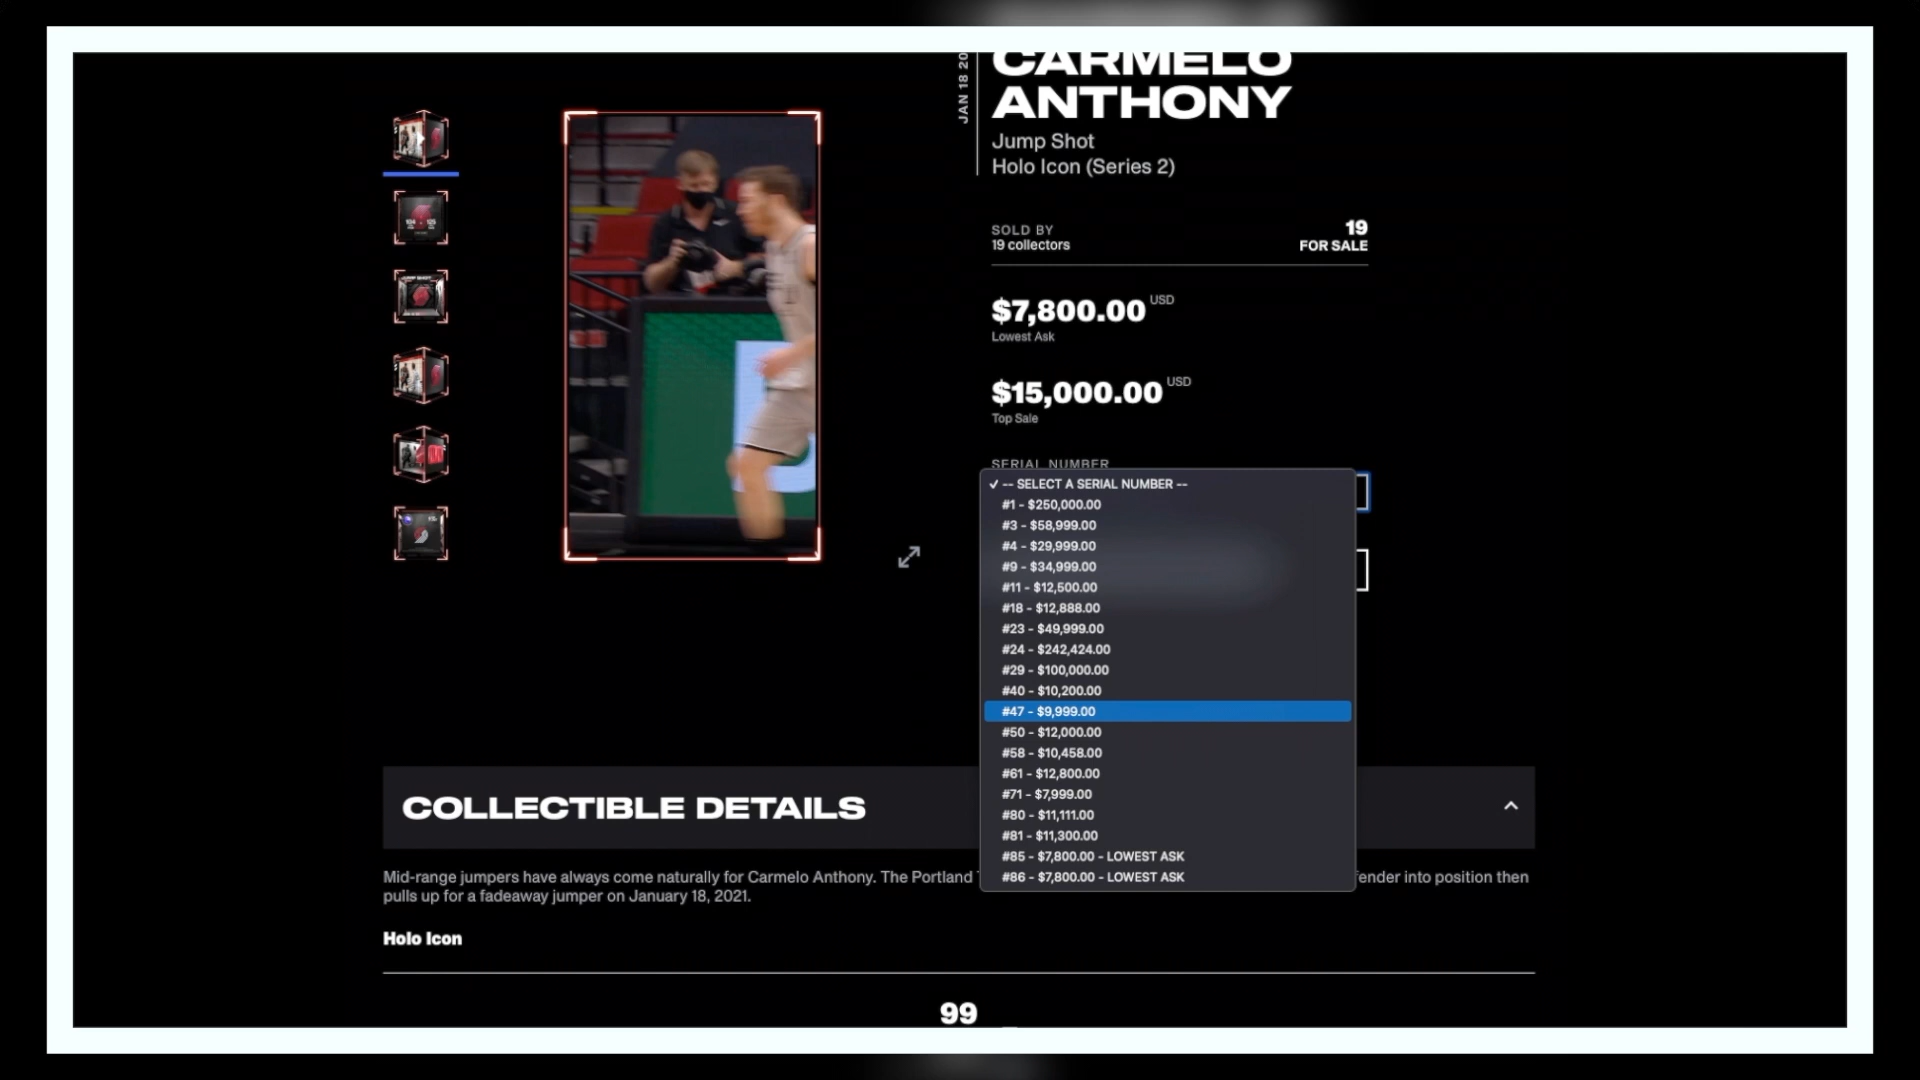 JAN 18 20
CARMELO
ANTHONY
Jump Shot
Holo Icon (Series 2)
SOLD BY
19 collectors
19
FOR SALE
$7,800.00 USD
Lowest Ask
$15,000.00 USD
Top Sale
SERIAL NUMBER
✓ -- SELECT A SERIAL NUMBER --
#1 - $250,000.00
#3 - $58,999.00
#4 - $29,999.00
#9 - $34,999.00
#11 - $12,500.00
#18 - $12,888.00
#23 - $49,999.00
#24 - $242,424.00
#29 - $100,000.00
#40 - $10,200.00
#47 - $9,999.00
#50 - $12,000.00
#58 - $10,458.00
#61 - $12,800.00
#71 - $7,999.00
#80 - $11,111.00
#81 - $11,300.00
#85 - $7,800.00 - LOWEST ASK
#86 - $7,800.00 - LOWEST ASK
COLLECTIBLE DETAILS
Mid-range jumpers have always come naturally for Carmelo Anthony. The Portland fender into position then
pulls up for a fadeaway jumper on January 18, 2021.
Holo Icon
99